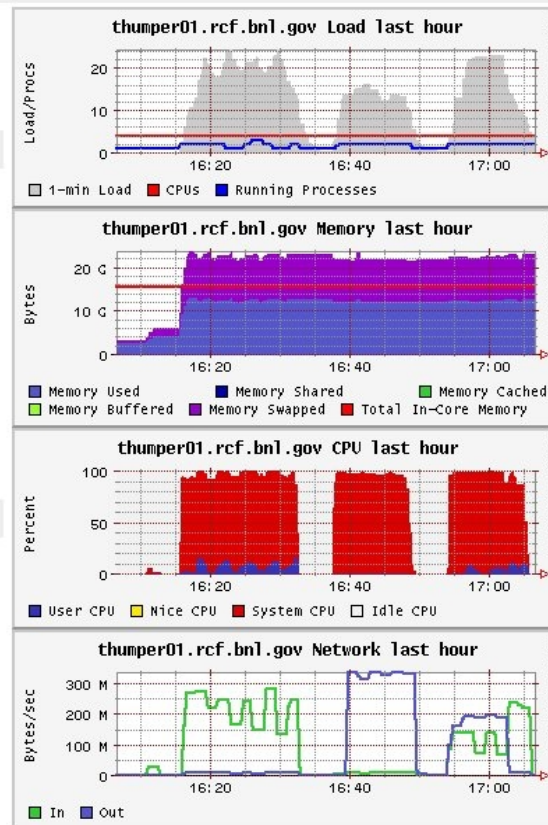 thumper01.rcf.bnl.gov Load last hour
Load/Procs
20
10
0
16:20 16:40 17:00
1-min Load CPUs Running Processes
thumper01.rcf.bnl.gov Memory last hour
Bytes
20 G
10 G
0
16:20 16:40 17:00
Memory Used Memory Shared Memory Cached
Memory Buffered Memory Swapped Total In-Core Memory
thumper01.rcf.bnl.gov CPU last hour
Percent
100
50
0
16:20 16:40 17:00
User CPU Nice CPU System CPU Idle CPU
thumper01.rcf.bnl.gov Network last hour
Bytes/sec
300 M
200 M
100 M
0
16:20 16:40 17:00
In Out